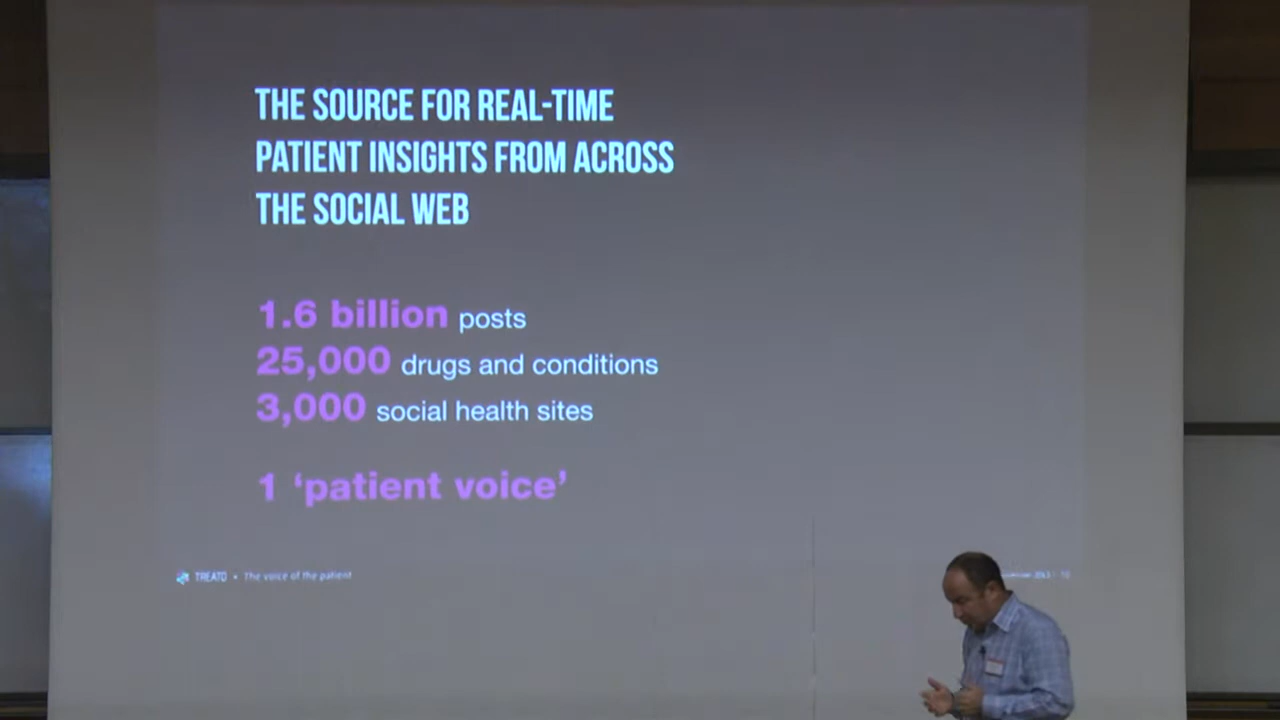 THE SOURCE FOR REAL-TIME
PATIENT INSIGHTS FROM ACROSS
THE SOCIAL WEB
1.6 billion posts
25,000 drugs and conditions
3,000 social health sites
1 ‘patient voice’
TREATO • The voice of the patient